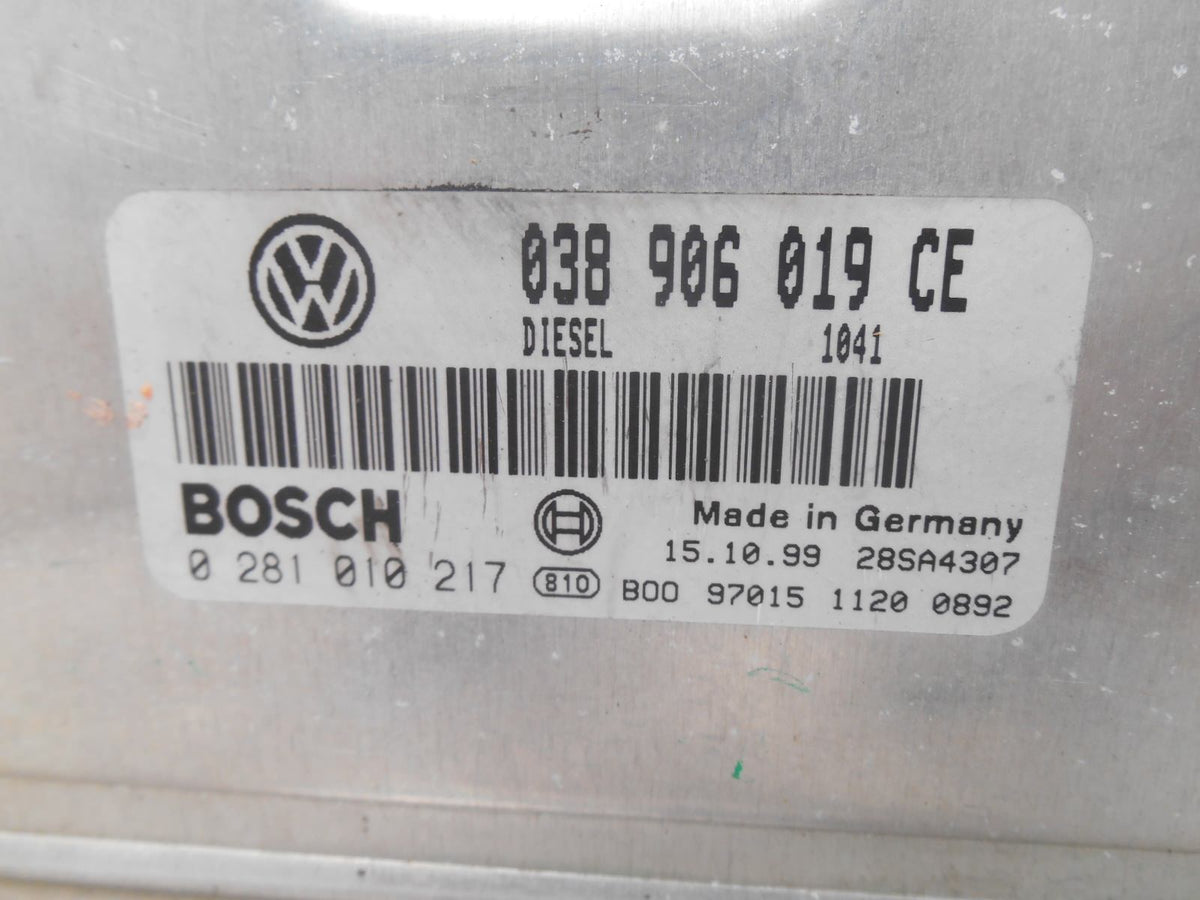 038 906 019 CE
DIESEL 1041
BOSCH
Made in Germany
15.10.99 28SA4307
0 281 010 217 810 B00 97015 1120 0892